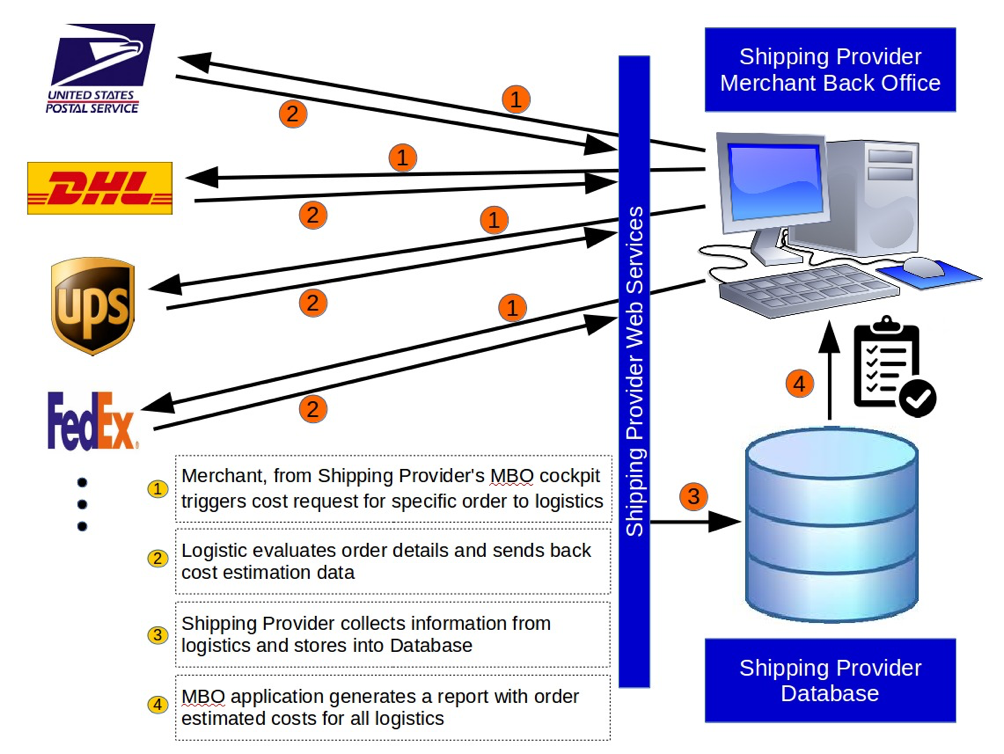 UNITED STATES
POSTAL SERVICE
Shipping Provider
Merchant Back Office
1
2
DHL
1
2
ups
1
2
FedEx
1
2
Shipping Provider Web Services
4
3
1
Merchant, from Shipping Provider's MBO cockpit
triggers cost request for specific order to logistics
2
Logistic evaluates order details and sends back
cost estimation data
3
Shipping Provider collects information from
logistics and stores into Database
4
MBO application generates a report with order
estimated costs for all logistics
Shipping Provider
Database